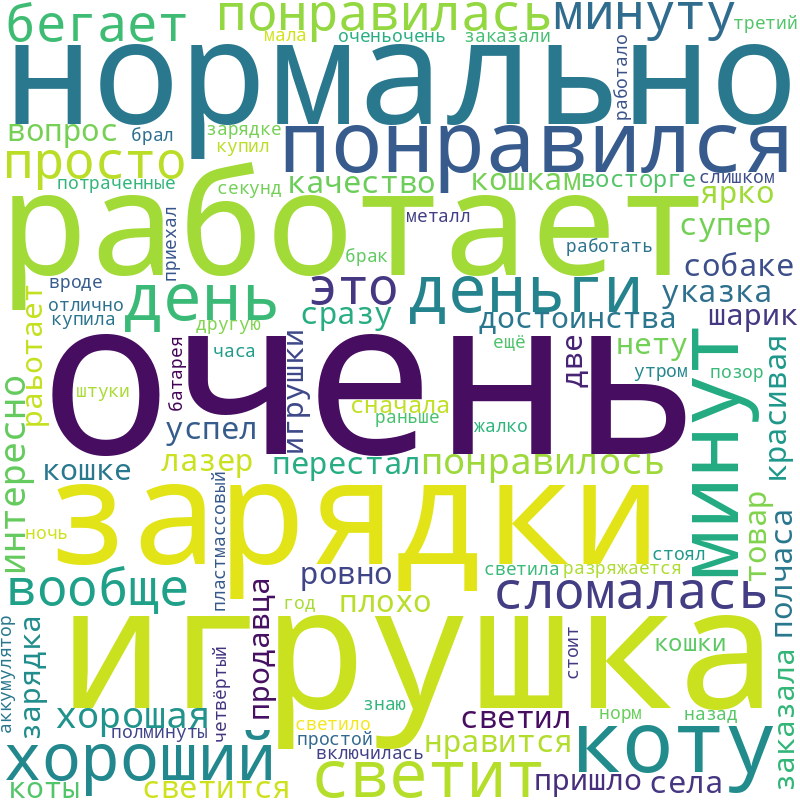 бегает
понравилась
минуту
мала
оченьочень
заказали
третий
нормально
работало
вопрос
брал
зарядке
купил
понравился
просто
потраченные
секунд
качество
кошкам
восторге
слишком
ярко
работает
приехал
металл
супер
брак
работать
вроде
отлично
купила
день
это
деньги
собаке
указка
другую
сразу
достоинства
шарик
раьотает
батарея
часа
игрушки
ещё
две
нету
утром
позор
минут
красивая
очень
штуки
сначала
раньше
жалко
успел
интересно
кошке
лазер
перестал
понравилось
зарядки
ночь
пластмассовый
товар
полчаса
стоял
светила
разряжается
вообще
ровно
сломалась
аккумулятор
зарядка
продавца
год
плохо
игрушка
стоит
кошки
четвёртый
заказала
хорошая
знаю
полминуты
светило
простой
светил
норм
назад
хороший
включилась
нравится
коту
коты
светится
светит
пришло
села